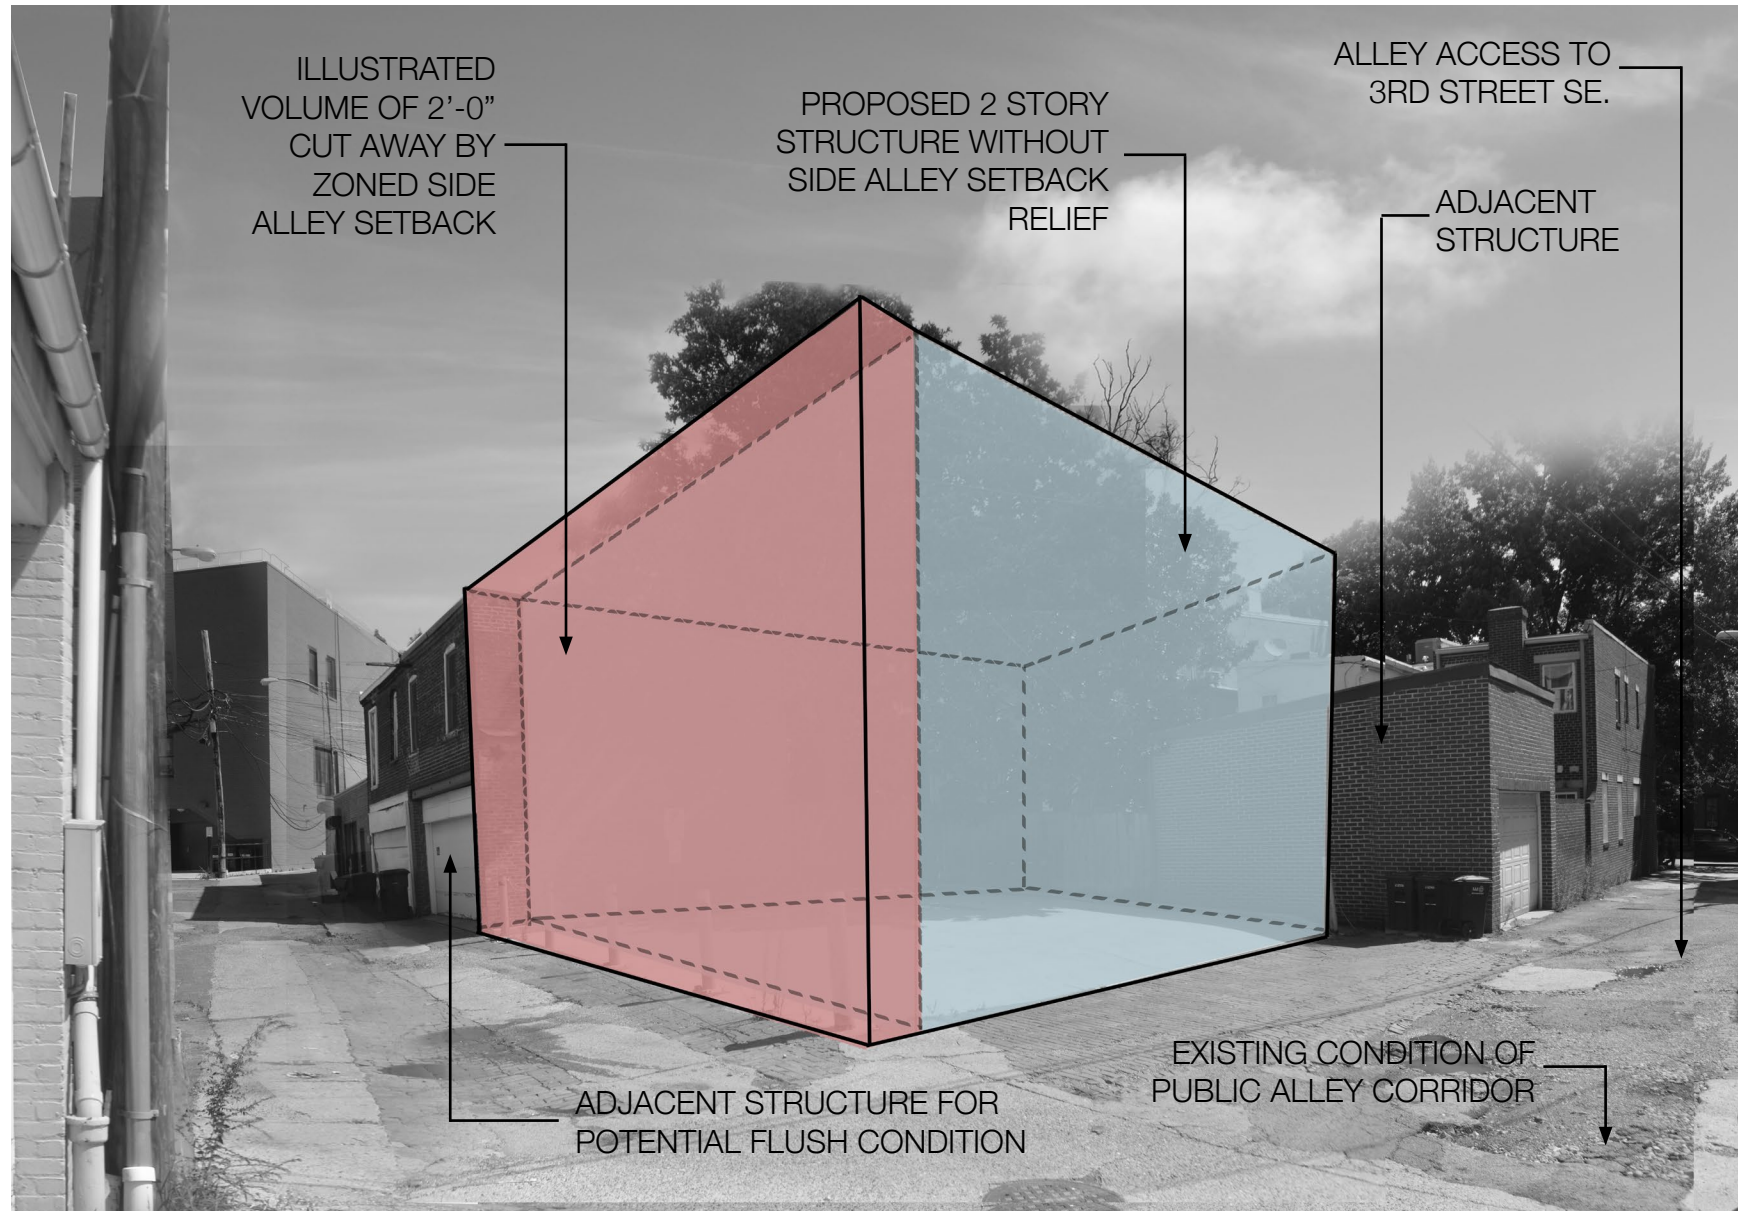 ILLUSTRATED
VOLUME OF 2'-0”
CUT AWAY BY
ZONED SIDE
ALLEY SETBACK
PROPOSED 2 STORY
STRUCTURE WITHOUT
SIDE ALLEY SETBACK
RELIEF
ALLEY ACCESS TO
3RD STREET SE.
ADJACENT
STRUCTURE
ADJACENT STRUCTURE FOR
POTENTIAL FLUSH CONDITION
EXISTING CONDITION OF
PUBLIC ALLEY CORRIDOR